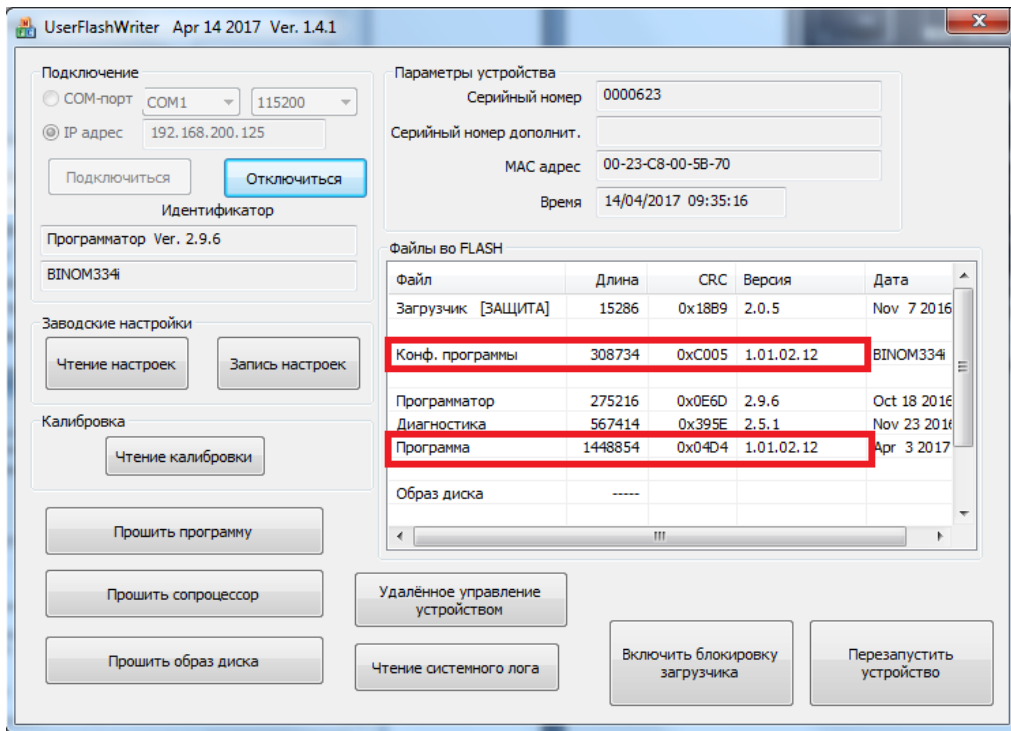 UserFlashWriter Apr 14 2017 Ver. 1.4.1
Подключение
COM-порт COM1 115200
IP адрес 192.168.200.125
Подключиться Отключиться
Идентификатор
Программатор Ver. 2.9.6
BINOM334i
Заводские настройки
Чтение настроек Запись настроек
Калибровка
Чтение калибровки
Прошить программу
Прошить сопроцессор
Прошить образ диска
Параметры устройства
Серийный номер 0000623
Серийный номер дополнит.
MAC адрес 00-23-C8-00-5B-70
Время 14/04/2017 09:35:16
Файлы во FLASH
Файл Длина CRC Версия Дата
Загрузчик [ЗАЩИТА] 15286 0x18B9 2.0.5 Nov 7 2016
Конф. программы 308734 0xC005 1.01.02.12 BINOM334i
Программатор 275216 0x0E6D 2.9.6 Oct 18 2016
Диагностика 567414 0x395E 2.5.1 Nov 23 2016
Программа 1448854 0x04D4 1.01.02.12 Apr 3 2017
Образ диска -----
Удалённое управление
устройством
Чтение системного лога
Включить блокировку
загрузчика
Перезапустить
устройство